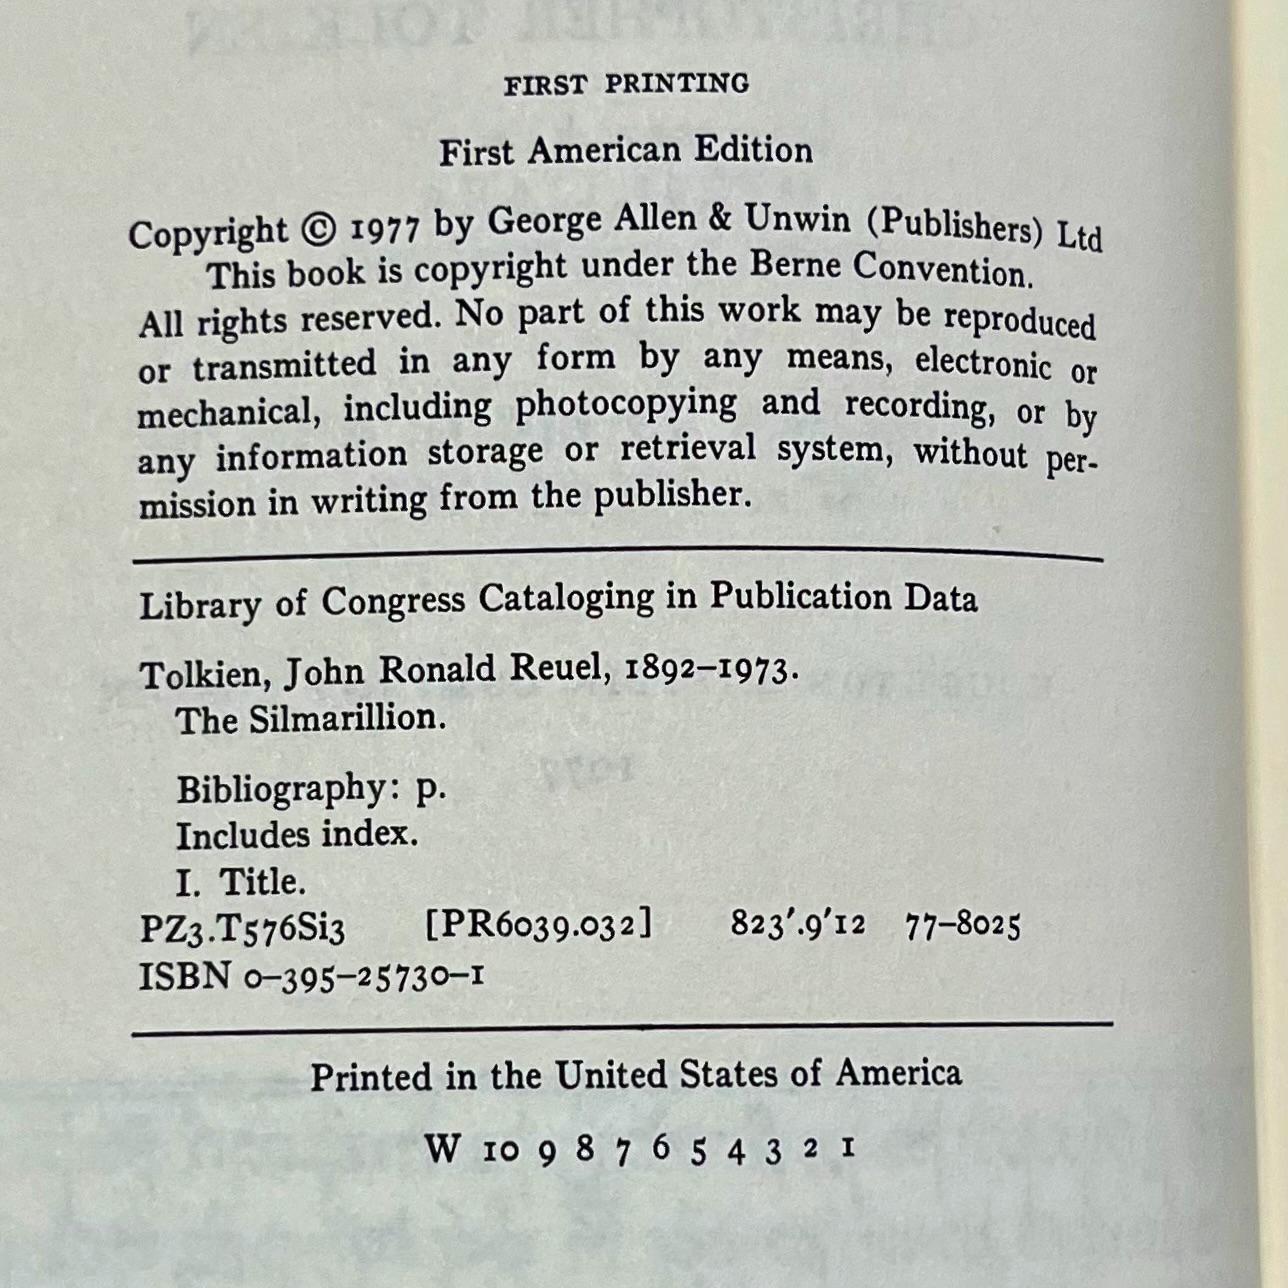 FIRST PRINTING
First American Edition
Copyright © 1977 by George Allen & Unwin (Publishers) Ltd
This book is copyright under the Berne Convention.
All rights reserved. No part of this work may be reproduced
or transmitted in any form by any means, electronic or
mechanical, including photocopying and recording, or by
any information storage or retrieval system, without per-
mission in writing from the publisher.
Library of Congress Cataloging in Publication Data
Tolkien, John Ronald Reuel, 1892–1973.
The Silmarillion.
Bibliography: p.
Includes index.
I. Title.
PZ3.T576Si3 [PR6039.032] 823′.9′12 77–8025
ISBN 0–395–25730–1
Printed in the United States of America
W 10 9 8 7 6 5 4 3 2 1